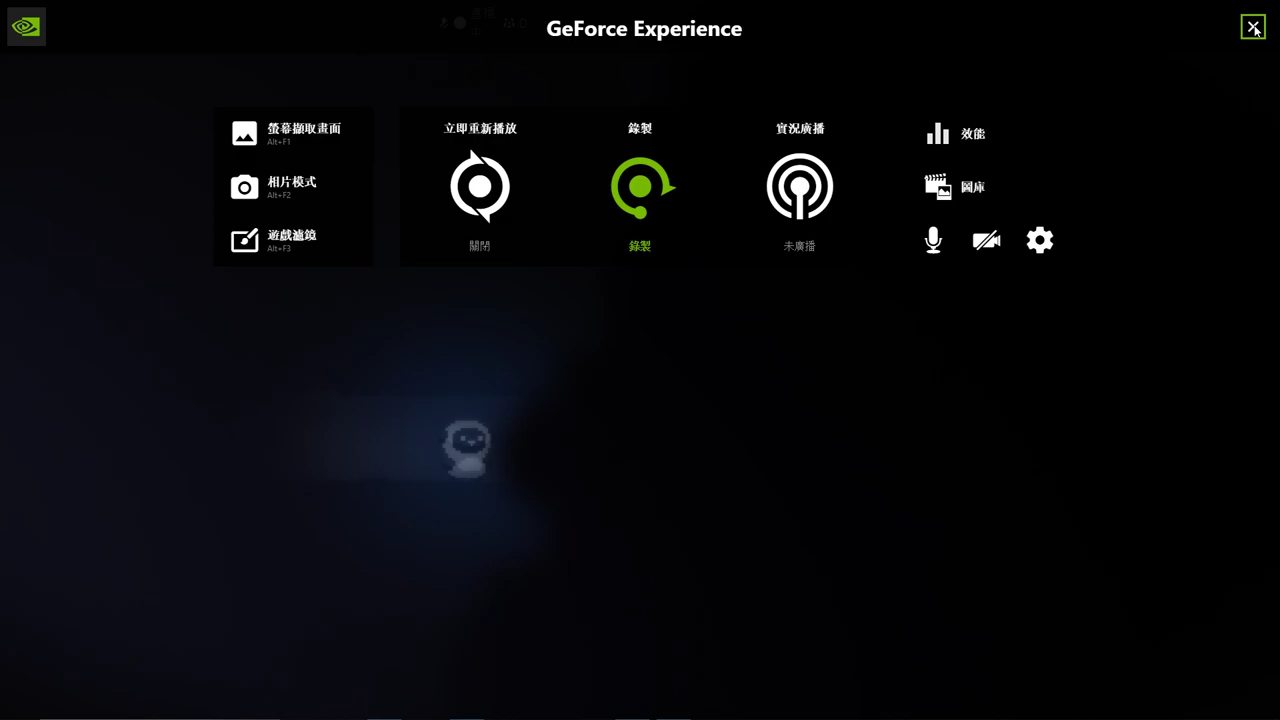 GeForce Experience
螢幕擷取畫面
Alt+F1
相片模式
Alt+F2
遊戲濾鏡
Alt+F3
立即重新播放
關閉
錄製
錄製
實況廣播
未廣播
效能
圖庫